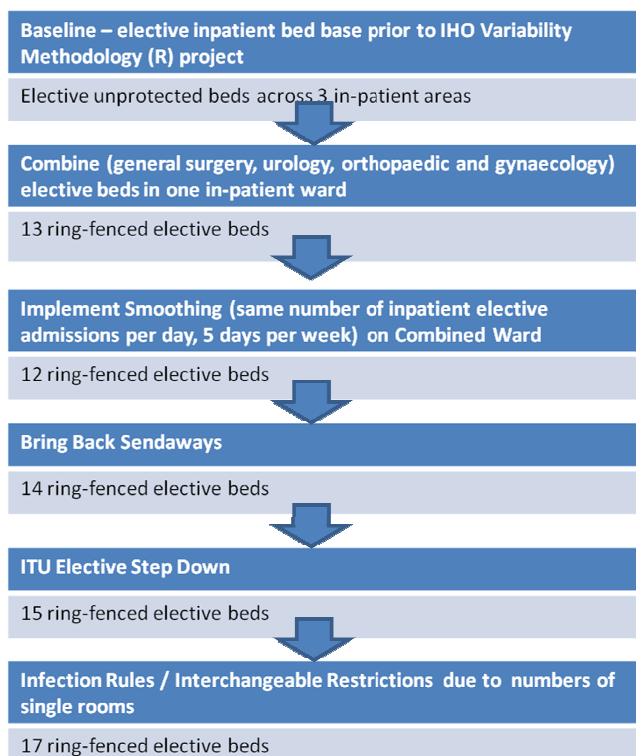 Baseline – elective inpatient bed base prior to IHO Variability
Methodology (R) project
Elective unprotected beds across 3 in-patient areas
Combine (general surgery, urology, orthopaedic and gynaecology)
elective beds in one in-patient ward
13 ring-fenced elective beds
Implement Smoothing (same number of inpatient elective
admissions per day, 5 days per week) on Combined Ward
12 ring-fenced elective beds
Bring Back Sendaways
14 ring-fenced elective beds
ITU Elective Step Down
15 ring-fenced elective beds
Infection Rules / Interchangeable Restrictions due to numbers of
single rooms
17 ring-fenced elective beds